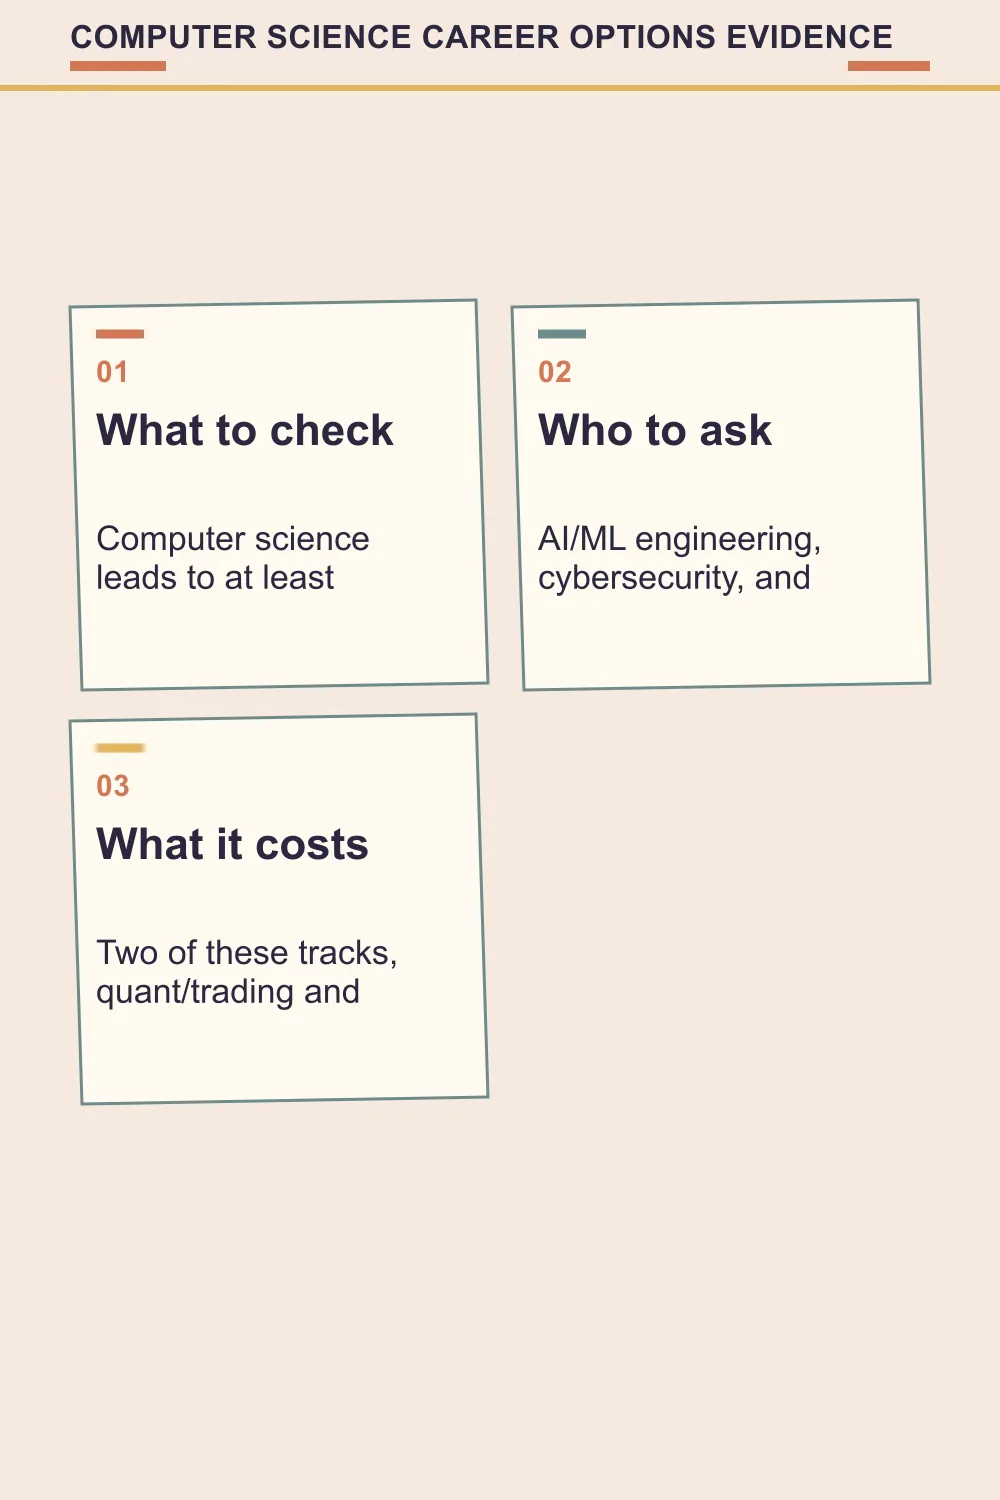 COMPUTER SCIENCE CAREER OPTIONS EVIDENCE
01
What to check
Computer science
leads to at least
02
Who to ask
AI/ML engineering,
cybersecurity, and
03
What it costs
Two of these tracks,
quant/trading and